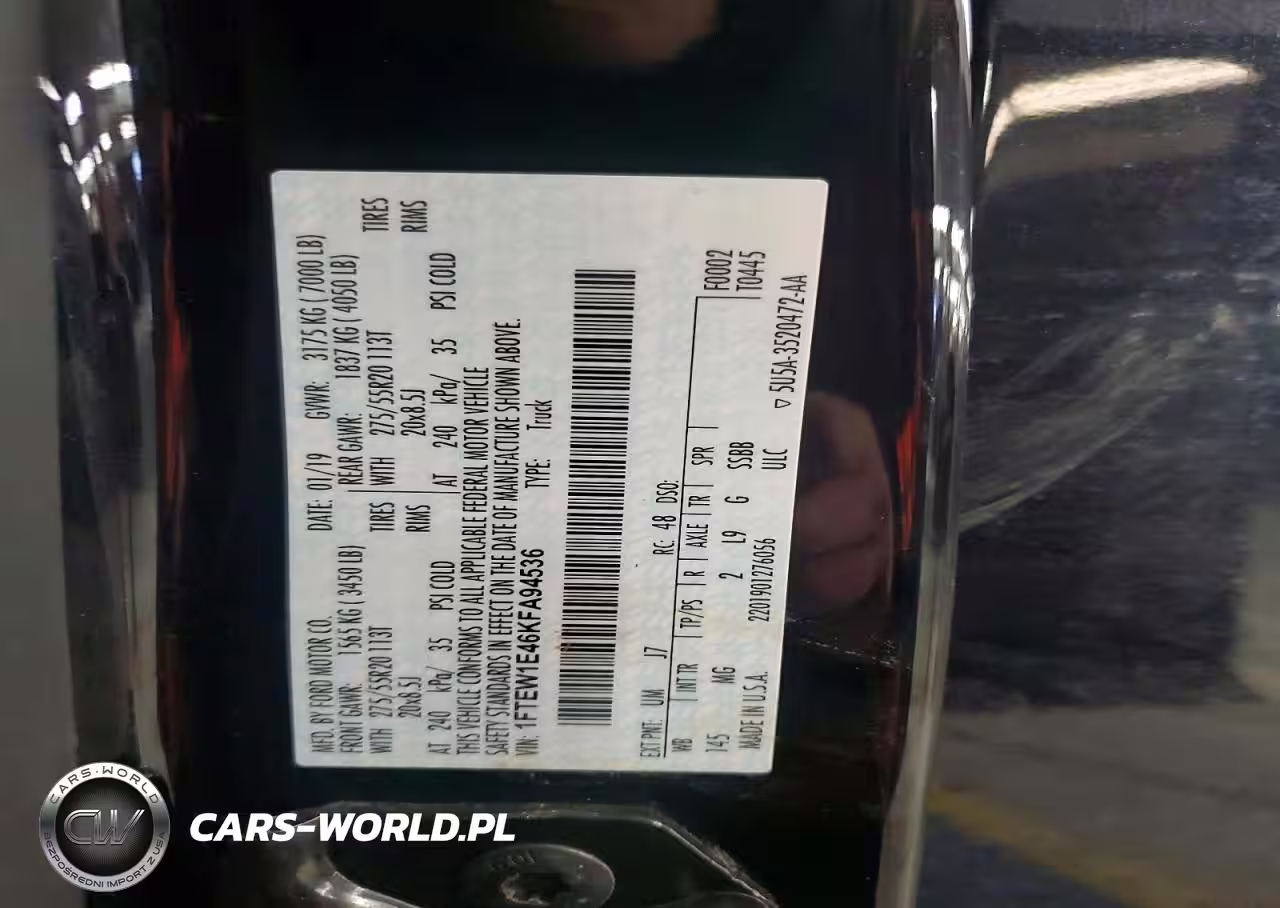 MFD. BY FORD MOTOR CO.
DATE: 01/19 GVWR: 3175 KG ( 7000 LB)
FRONT GAWR: 1565 KG ( 3450 LB) REAR GAWR: 1837 KG ( 4050 LB)
WITH 275/55R20 113T TIRES WITH 275/55R20 113T TIRES
20x8.5J RIMS 20x8.5J RIMS
AT 240 kPa/ 35 PSI COLD AT 240 kPa/ 35 PSI COLD
THIS VEHICLE CONFORMS TO ALL APPLICABLE FEDERAL MOTOR VEHICLE
SAFETY STANDARDS IN EFFECT ON THE DATE OF MANUFACTURE SHOWN ABOVE.
VIN: 1FTEW1E46KFA94536 TYPE: Truck
EXT PNT: UM J7 RC: 48 DSO:
WB INT TR TP/PS R AXLE TR SPR F0002
145 MG 2 L9 G SSBB T0445
MADE IN U.S.A. 2201901276056 ULC ▽ 5U5A-3520472-AA
CARS-WORLD
CW
BEZPOŚREDNI IMPORT Z USA
CARS-WORLD.PL